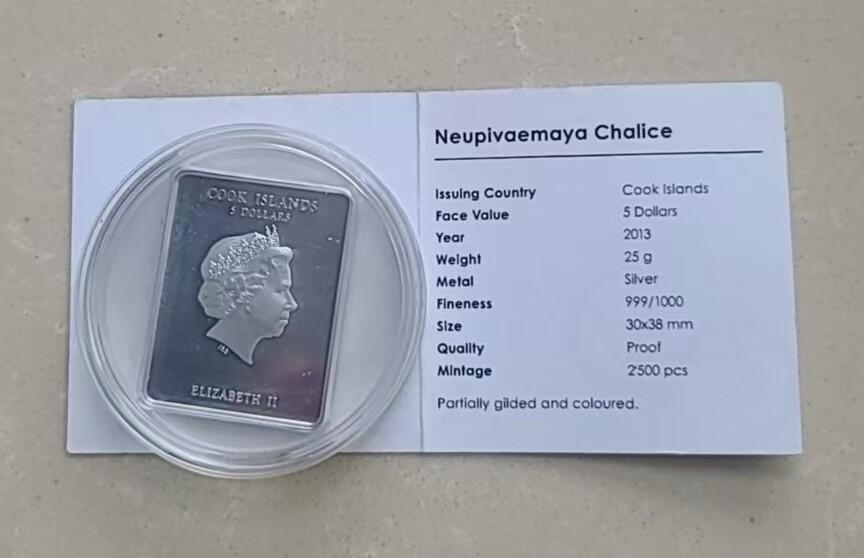 COOK ISLANDS
5 DOLLARS
IRB
ELIZABETH II
Neupivaemaya Chalice
Issuing Country Cook Islands
Face Value 5 Dollars
Year 2013
Weight 25 g
Metal Silver
Fineness 999/1000
Size 30x38 mm
Quality Proof
Mintage 2'500 pcs
Partially gilded and coloured.